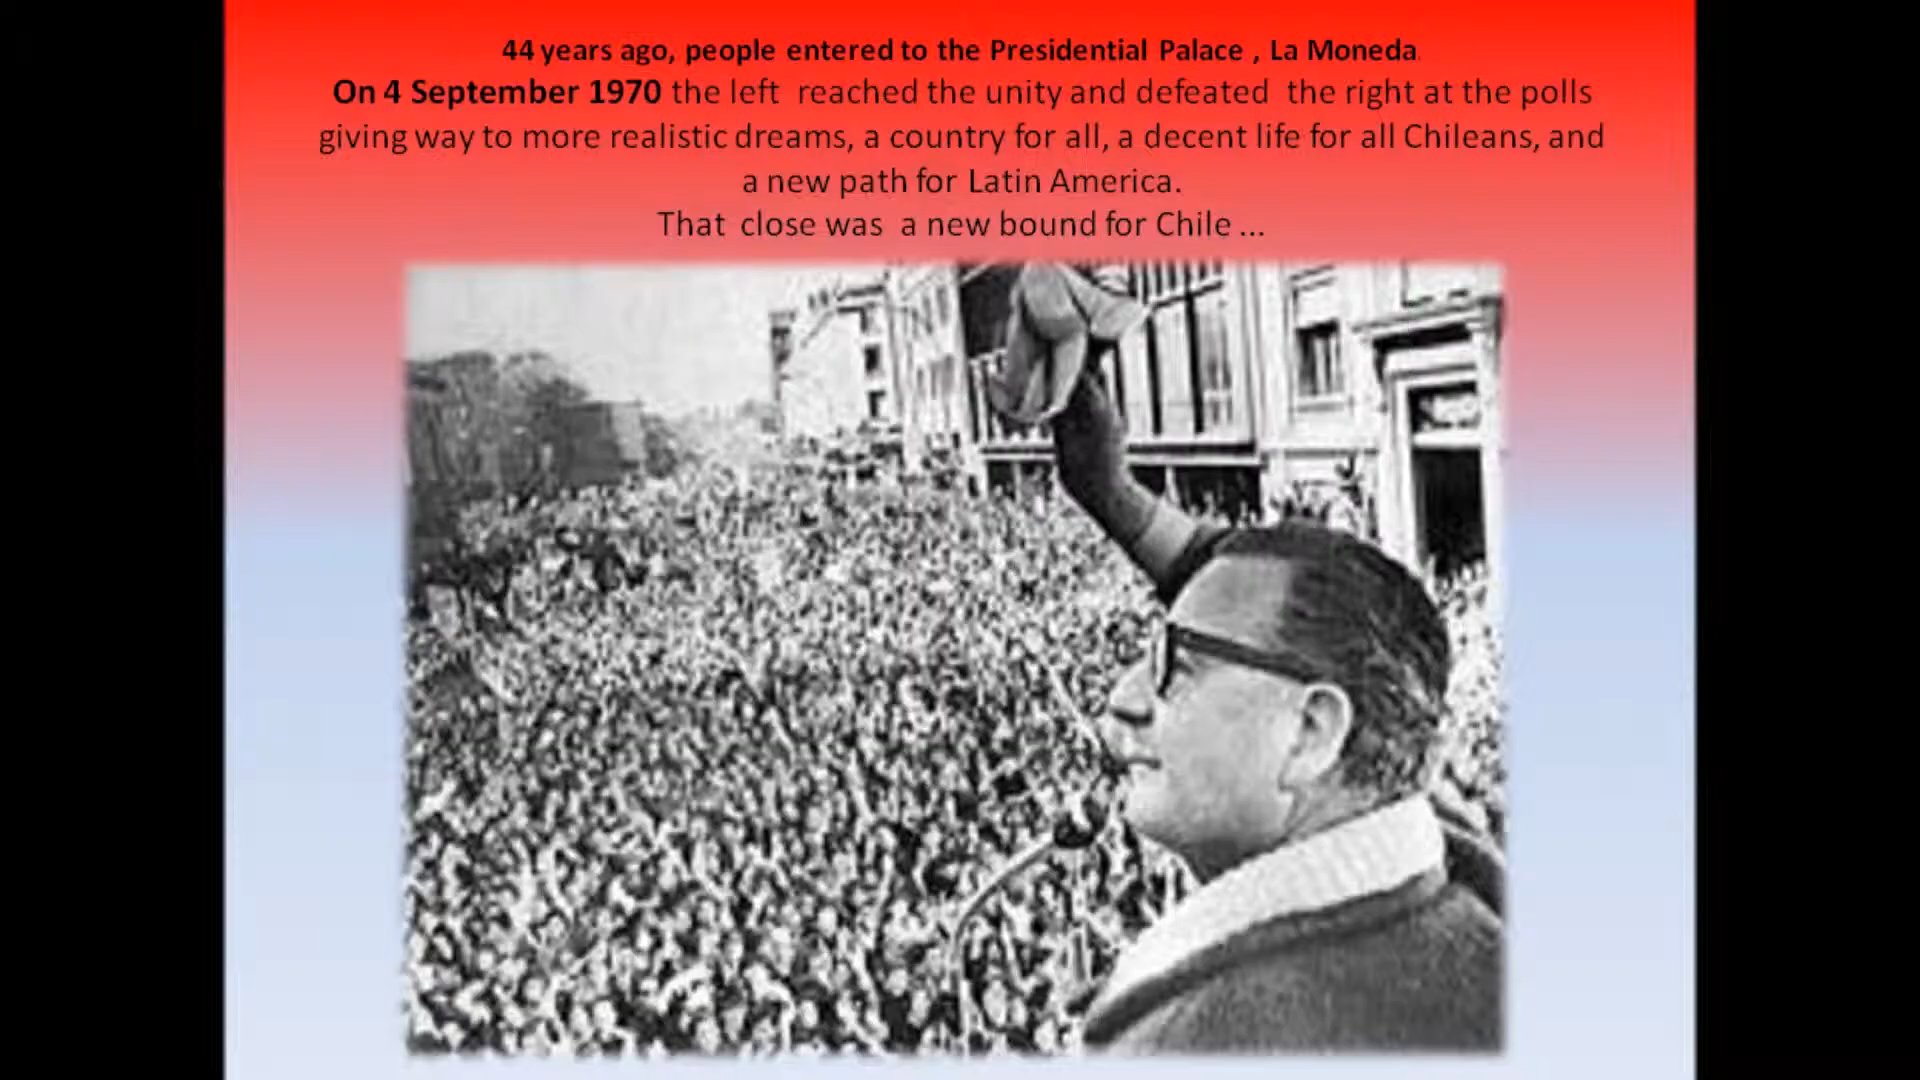 44 years ago, people entered to the Presidential Palace , La Moneda
On 4 September 1970 the left reached the unity and defeated the right at the polls
giving way to more realistic dreams, a country for all, a decent life for all Chileans, and
a new path for Latin America.
That close was a new bound for Chile ...